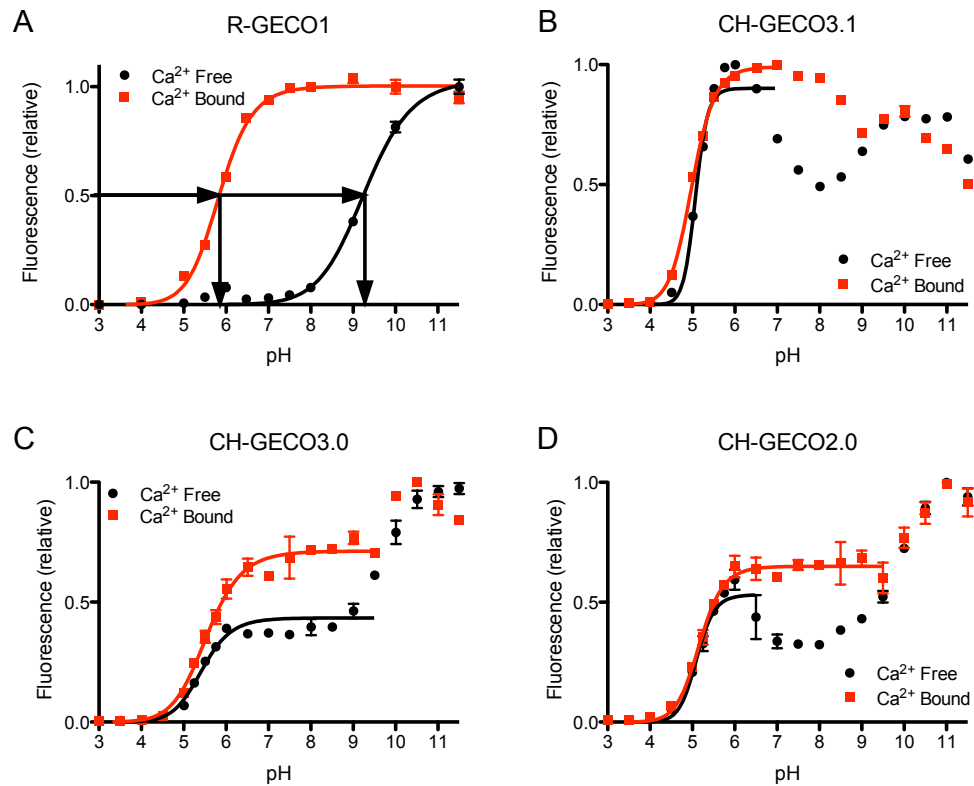 A
R-GECO1
Ca2+ Free
Ca2+ Bound
Fluorescence (relative)
1.0
0.5
0.0
3 4 5 6 7 8 9 10 11
pH
B
CH-GECO3.1
Fluorescence (relative)
1.0
0.5
0.0
Ca2+ Free
Ca2+ Bound
3 4 5 6 7 8 9 10 11
pH
C
CH-GECO3.0
Ca2+ Free
Ca2+ Bound
Fluorescence (relative)
1.0
0.5
0.0
3 4 5 6 7 8 9 10 11
pH
D
CH-GECO2.0
Fluorescence (relative)
1.0
0.5
0.0
Ca2+ Free
Ca2+ Bound
3 4 5 6 7 8 9 10 11
pH